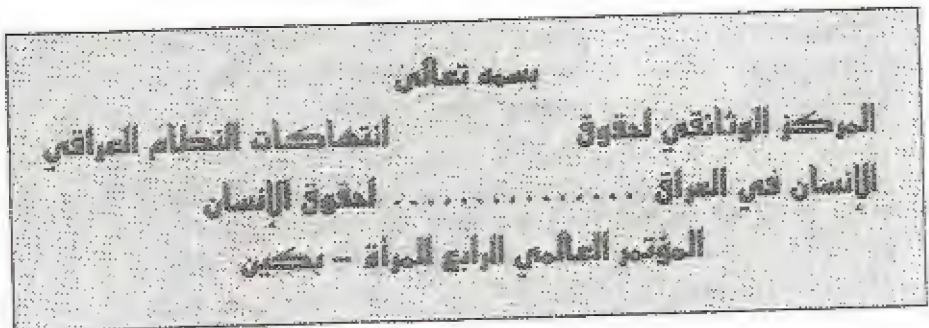 بسمه تعالى
المركز الوثائقي لحقوق انتهاكات النظام العراقي
الإنسان في العراق ................ لحقوق الإنسان
المؤتمر العالمي الرابع للمرأة – بكين